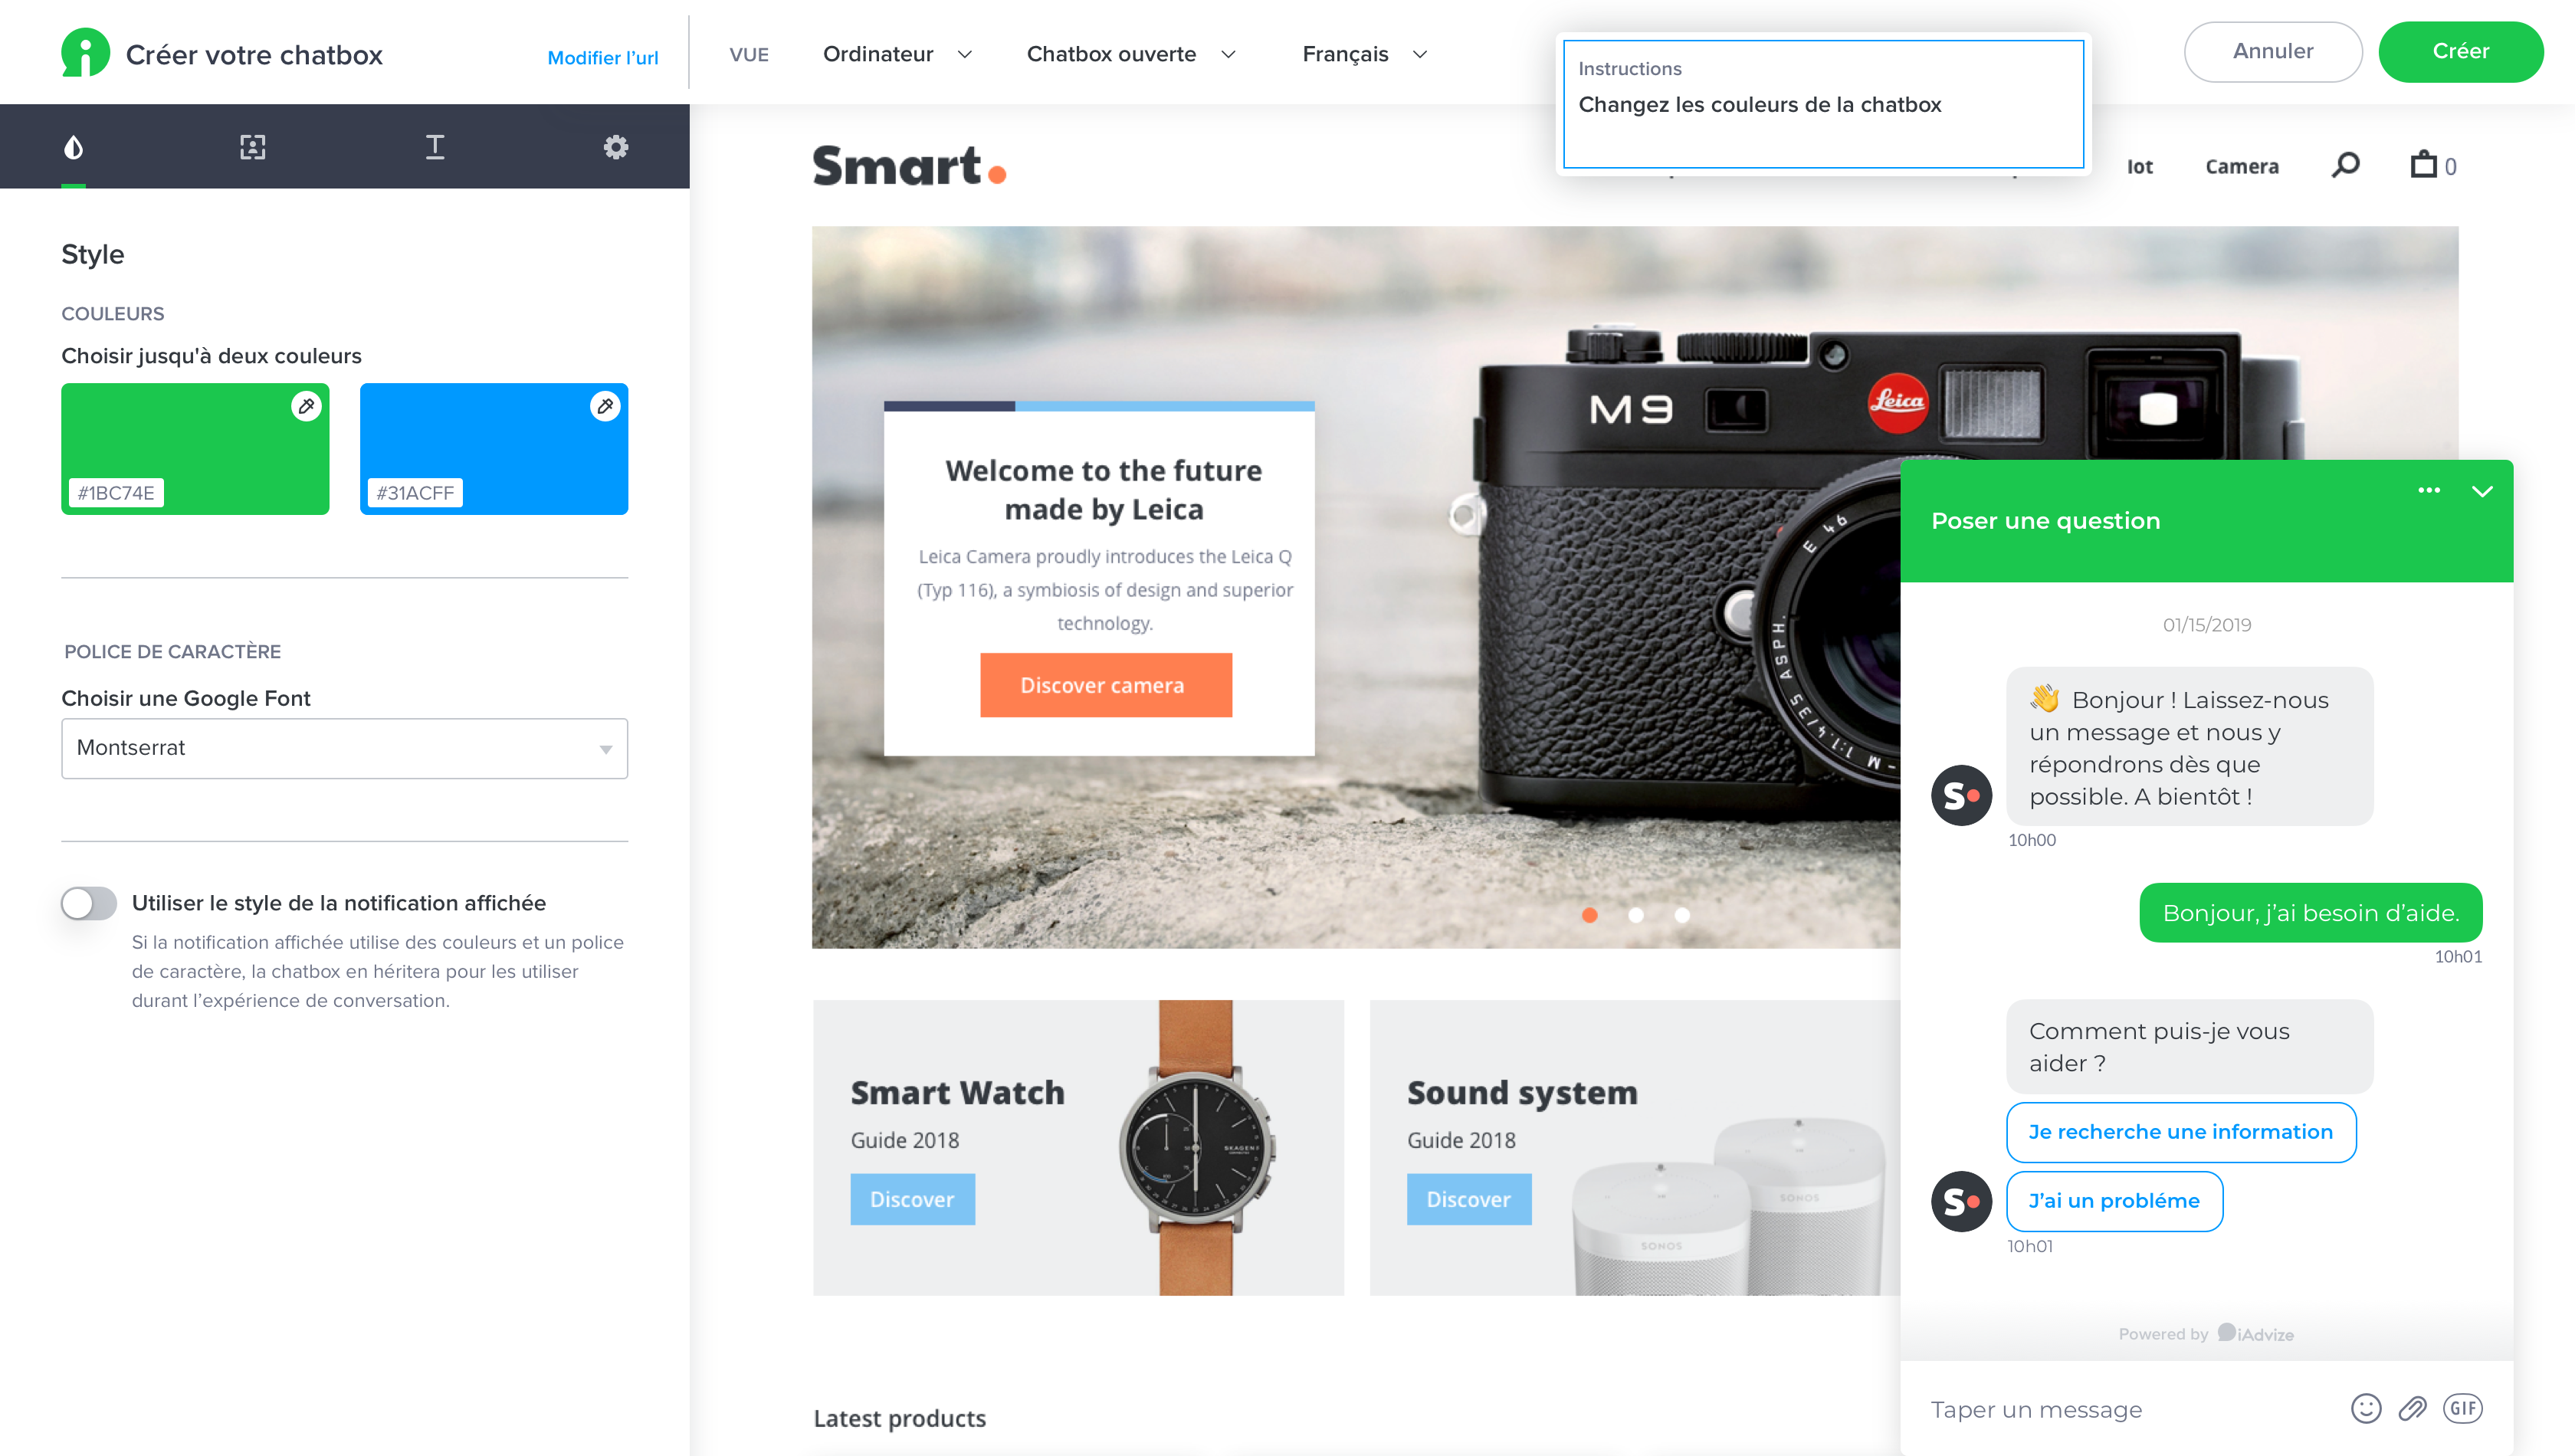 Créer votre chatbox
Modifier l’url
VUE
Ordinateur
Chatbox ouverte
Français
Instructions
Changez les couleurs de la chatbox
Annuler
Créer
Style
COULEURS
Choisir jusqu'à deux couleurs
#1BC74E
#31ACFF
POLICE DE CARACTÈRE
Choisir une Google Font
Montserrat
Utiliser le style de la notification affichée
Si la notification affichée utilise des couleurs et un police
de caractère, la chatbox en héritera pour les utiliser
durant l’expérience de conversation.
Smart.
Iot
Camera
0
M9
Leica
E 46
ASPH.
Welcome to the future
made by Leica
Leica Camera proudly introduces the Leica Q
(Typ 116), a symbiosis of design and superior
technology.
Discover camera
Smart Watch
Guide 2018
Discover
SKAGEN
Sound system
Guide 2018
Discover
SONOS
SONOS
Latest products
Poser une question
01/15/2019
👋 Bonjour ! Laissez-nous
un message et nous y
répondrons dès que
possible. A bientôt !
S
10h00
Bonjour, j’ai besoin d’aide.
10h01
Comment puis-je vous
aider ?
Je recherche une information
J’ai un probléme
S
10h01
Powered by iAdvize
Taper un message
GIF